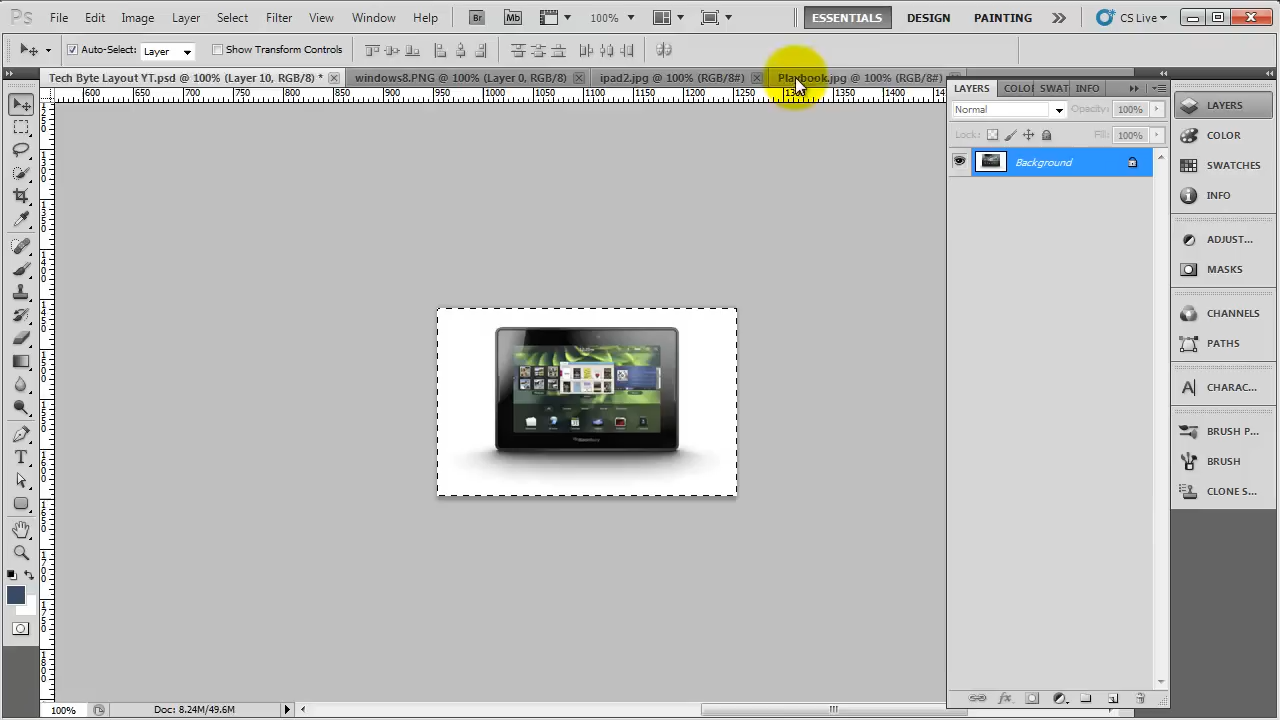 Ps File Edit Image Layer Select Filter View Window Help Br Mb 100% ESSENTIALS DESIGN PAINTING CS Live
Auto-Select: Layer Show Transform Controls
Tech Byte Layout YT.psd @ 100% (Layer 10, RGB/8) * windows8.PNG @ 100% (Layer 0, RGB/8) ipad2.jpg @ 100% (RGB/8#) Playbook.jpg @ 100% (RGB/8#)
600 650 700 750 800 850 900 950 1000 1050 1100 1150 1200 1250 1300 1350 1400
LAYERS COLO SWAT INFO
Normal Opacity: 100%
Lock: Fill: 100%
Background
LAYERS
COLOR
SWATCHES
INFO
ADJUST...
MASKS
CHANNELS
PATHS
CHARAC...
BRUSH P...
BRUSH
CLONE S...
100% Doc: 8.24M/49.6M